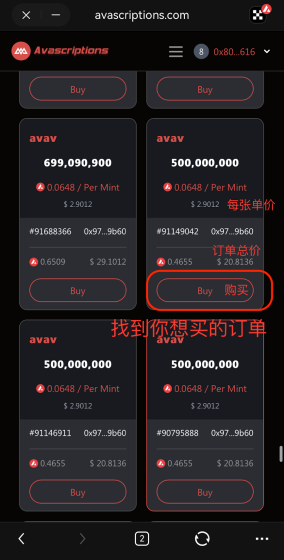 avascriptions.com
Avascriptions
8 0x80...616
Buy Buy
avav
699,090,900
0.0648 / Per Mint
$ 2.9012
#91688366 0x97...9b60
0.6509 $ 29.1012
Buy
avav
500,000,000
0.0648 / Per Mint
$ 2.9012
每张单价
#91149042 0x97...9b60
订单总价
0.4655 $ 20.8136
Buy 购买
找到你想买的订单
avav
500,000,000
0.0648 / Per Mint
$ 2.9012
#91146911 0x97...9b60
0.4655 $ 20.8136
Buy
avav
500,000,000
0.0648 / Per Mint
$ 2.9012
#90795888 0x97...9b60
0.4655 $ 20.8136
Buy
2